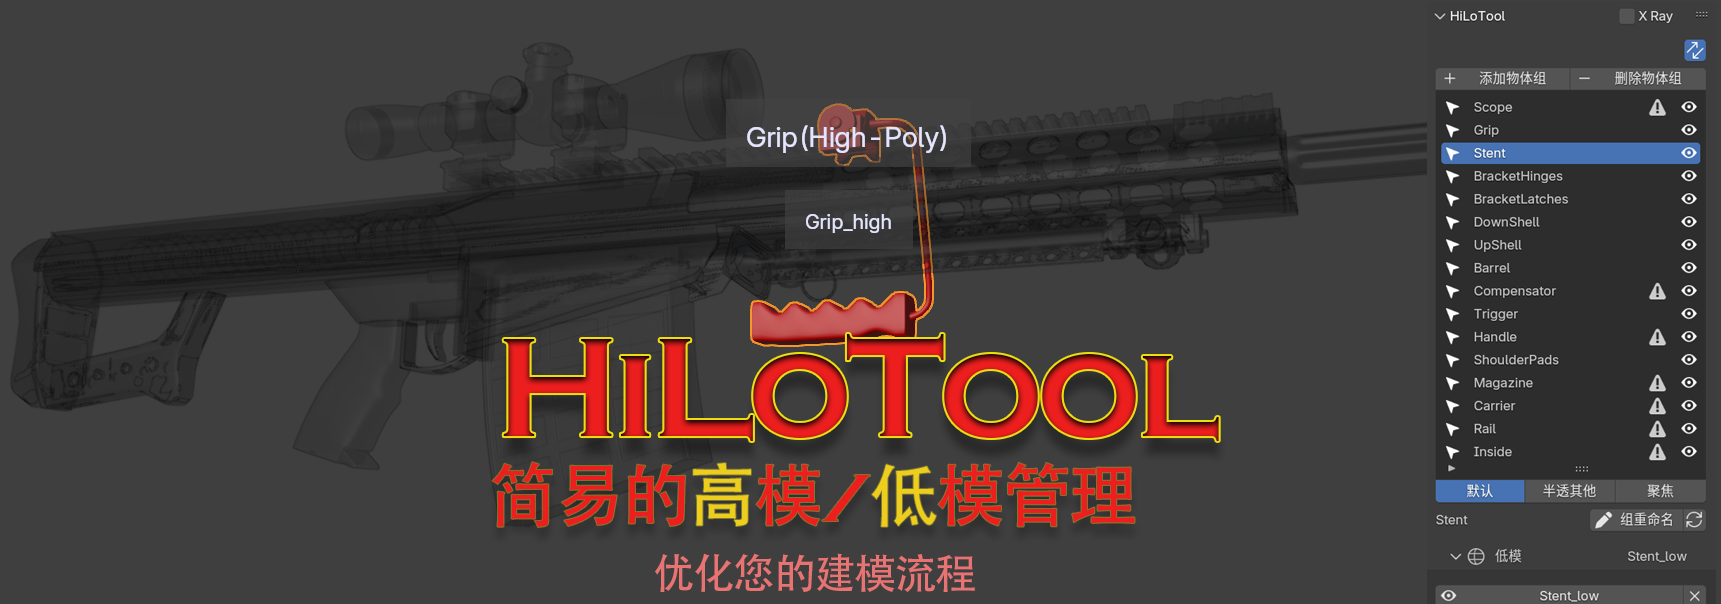 HiLoTool
X Ray
添加物体组
删除物体组
Scope
Grip
Stent
BracketHinges
BracketLatches
DownShell
UpShell
Barrel
Compensator
Trigger
Handle
ShoulderPads
Magazine
Carrier
Rail
Inside
默认 半透其他 聚焦
Stent 组重命名
低模 Stent_low
Stent_low
Grip(High-Poly)
Grip_high
HiLoTool
简易的高模/低模管理
优化您的建模流程